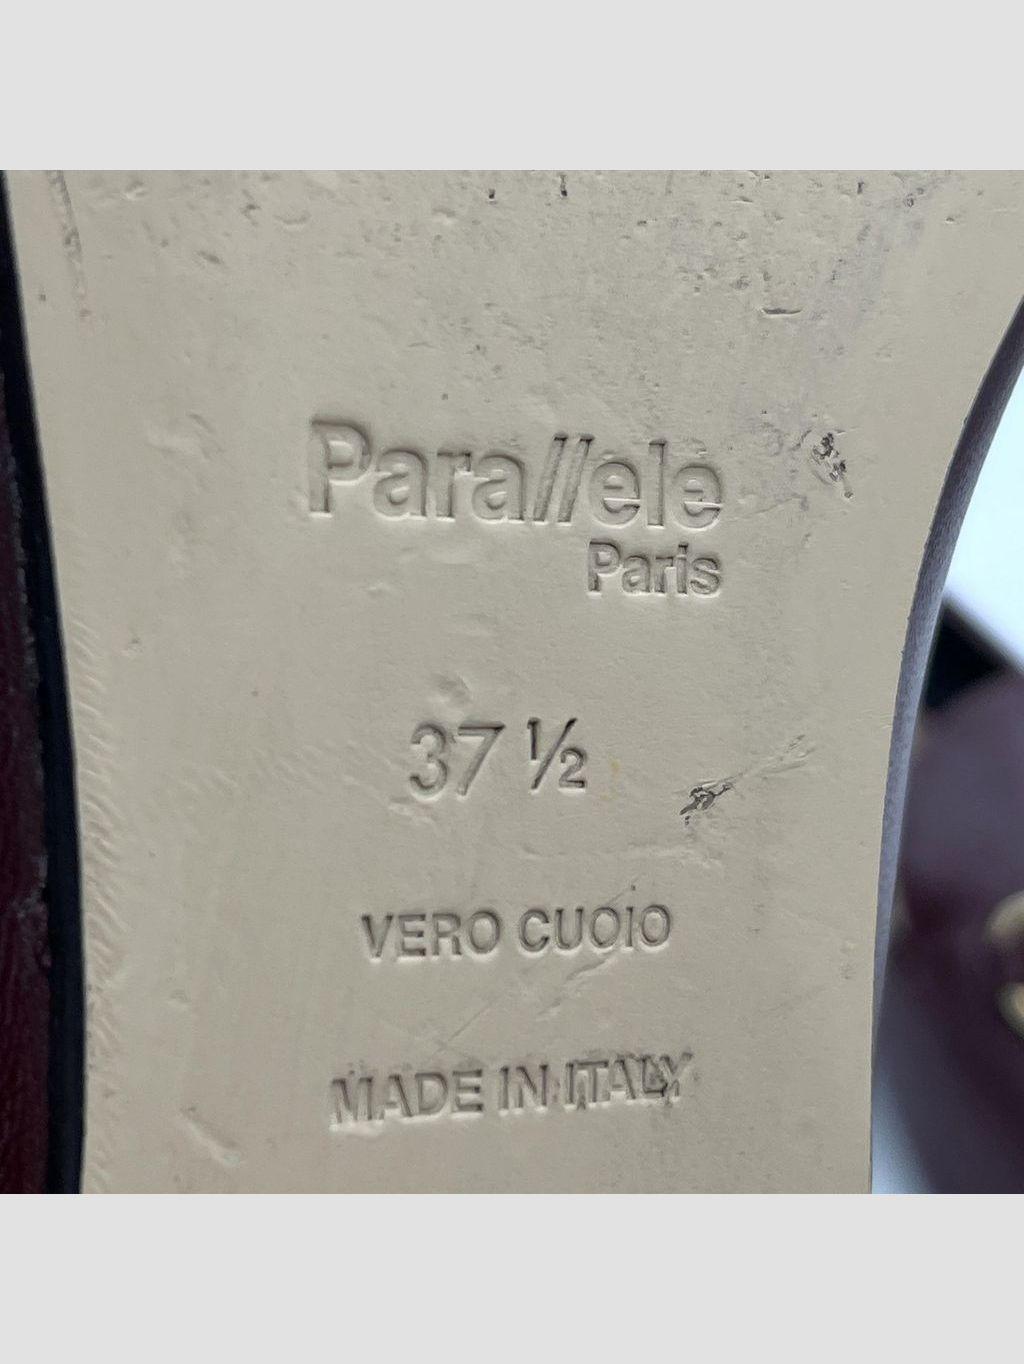 Para//ele
Paris
37 ½
VERO CUOIO
MADE IN ITALY